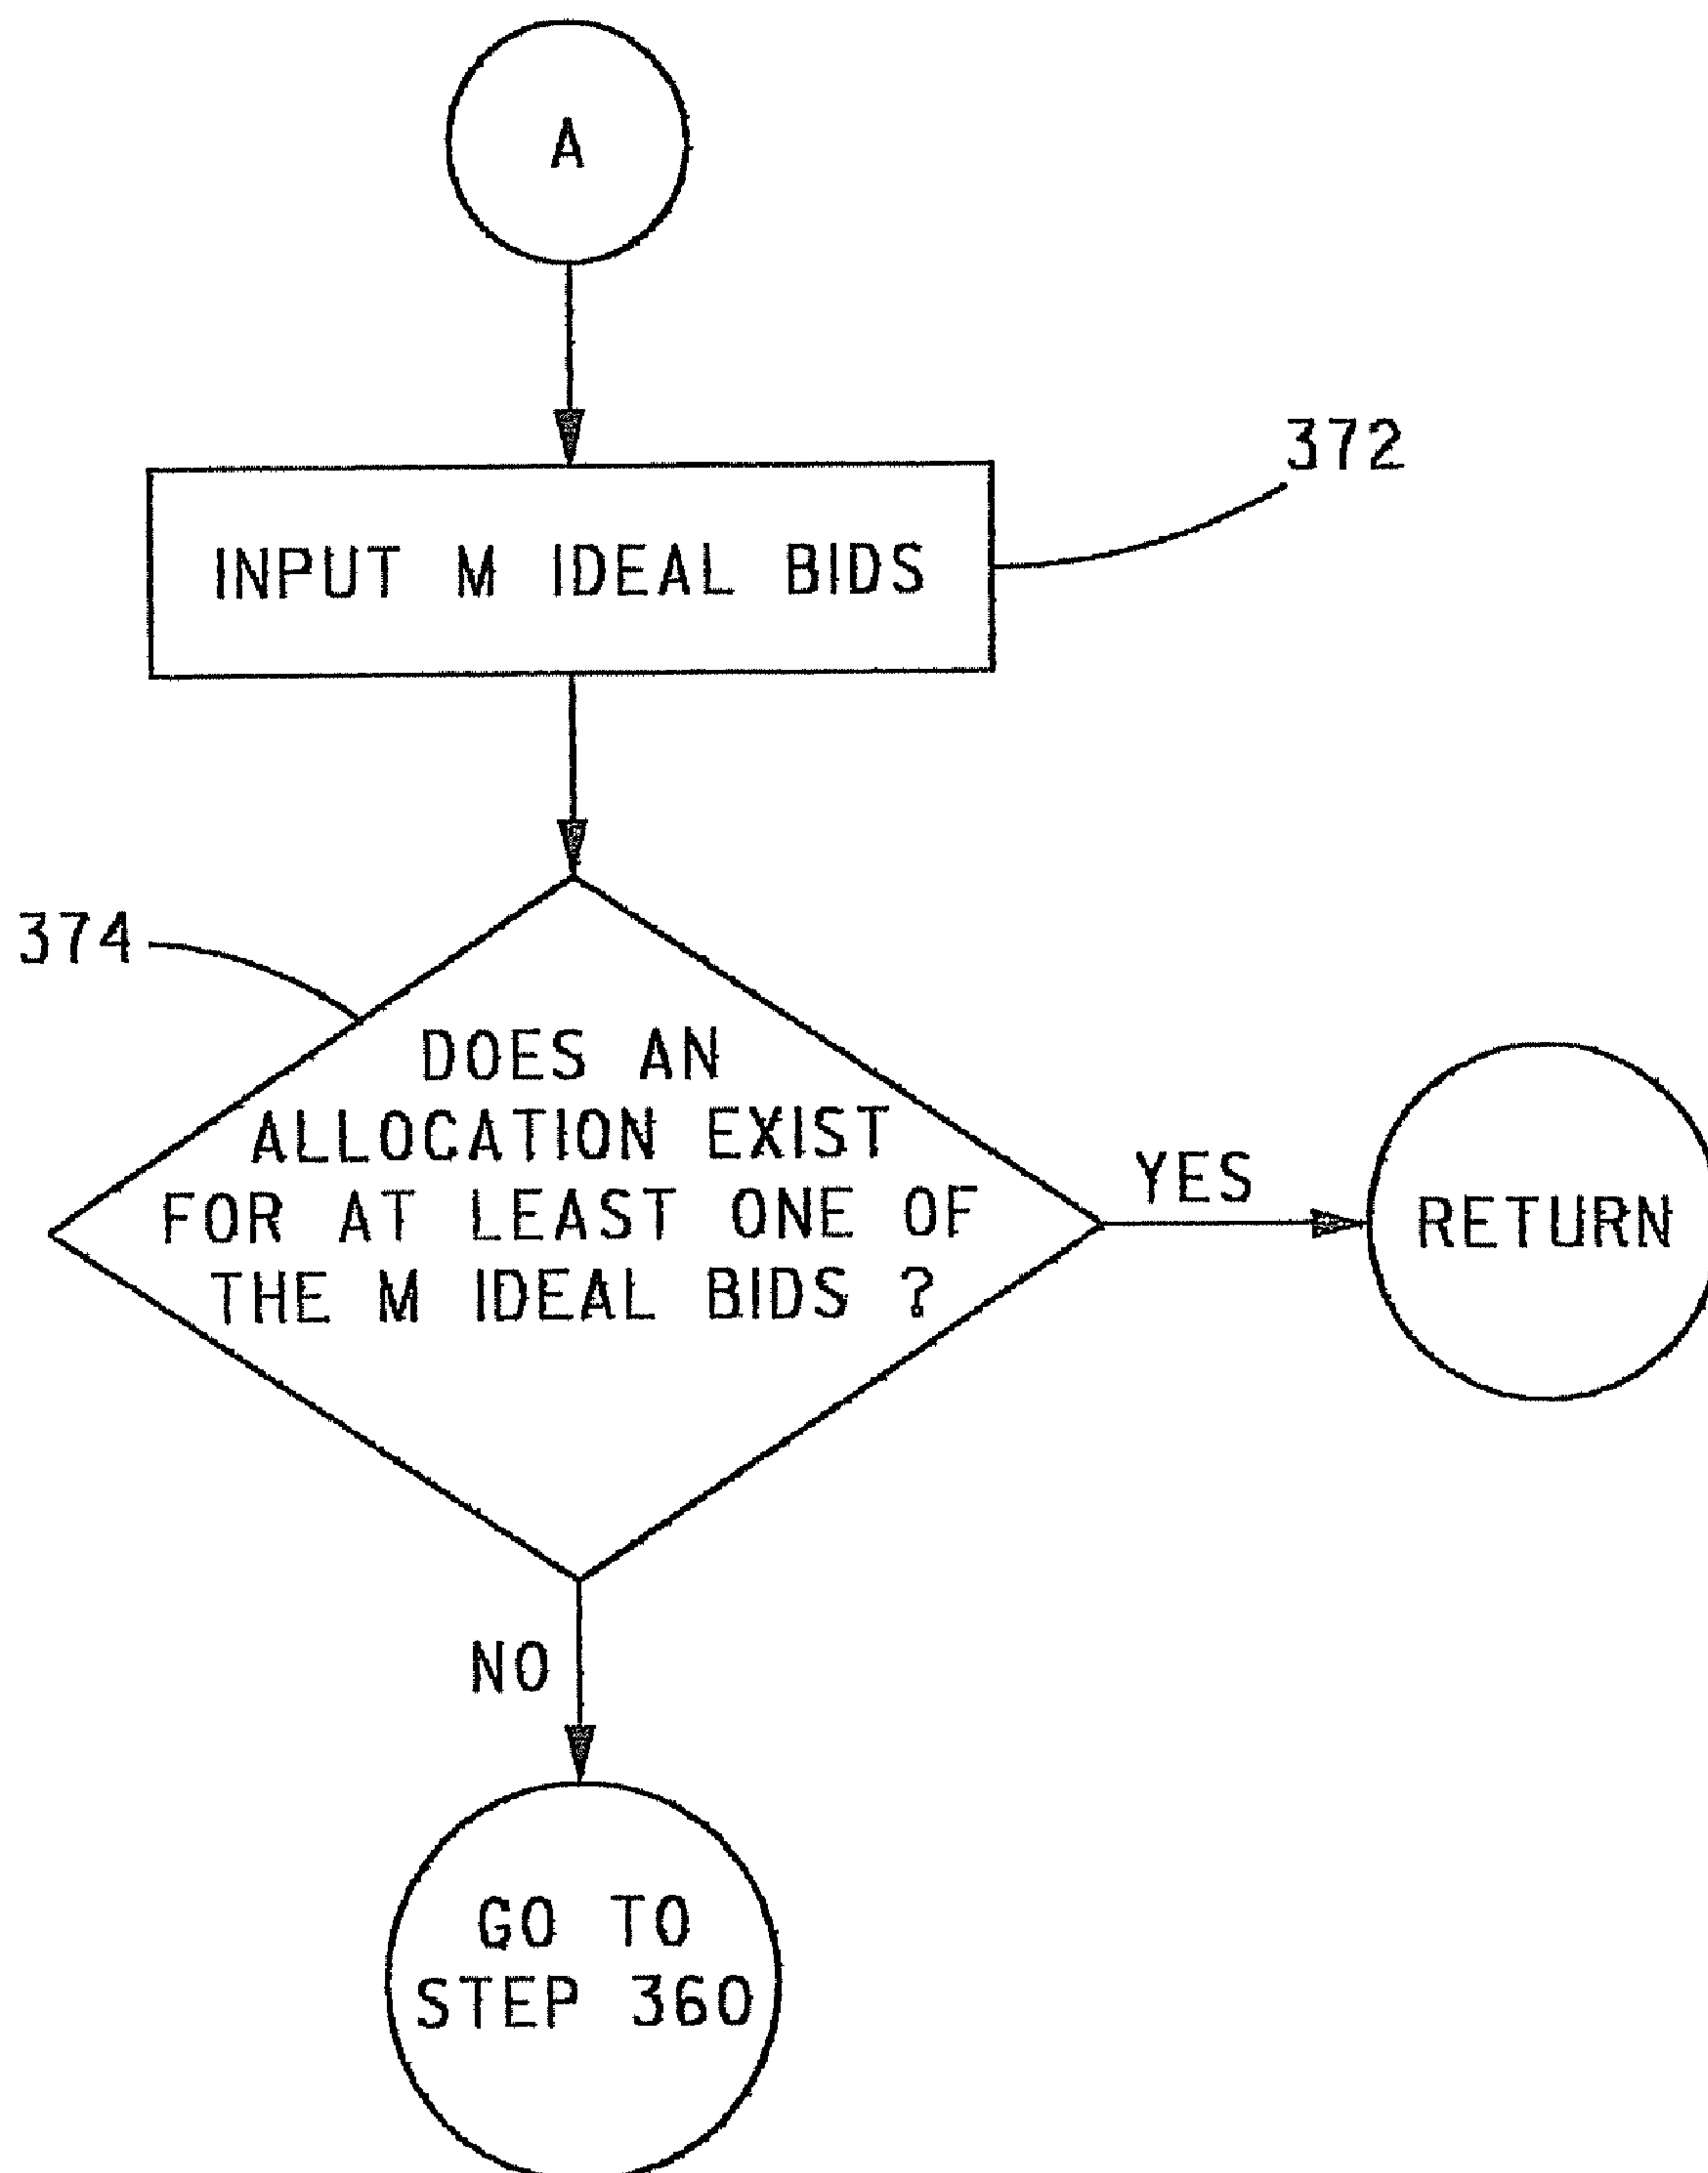 A
372
INPUT M IDEAL BIDS
374
DOES AN
ALLOCATION EXIST
FOR AT LEAST ONE OF
THE M IDEAL BIDS ?
YES
RETURN
NO
GO TO
STEP 360